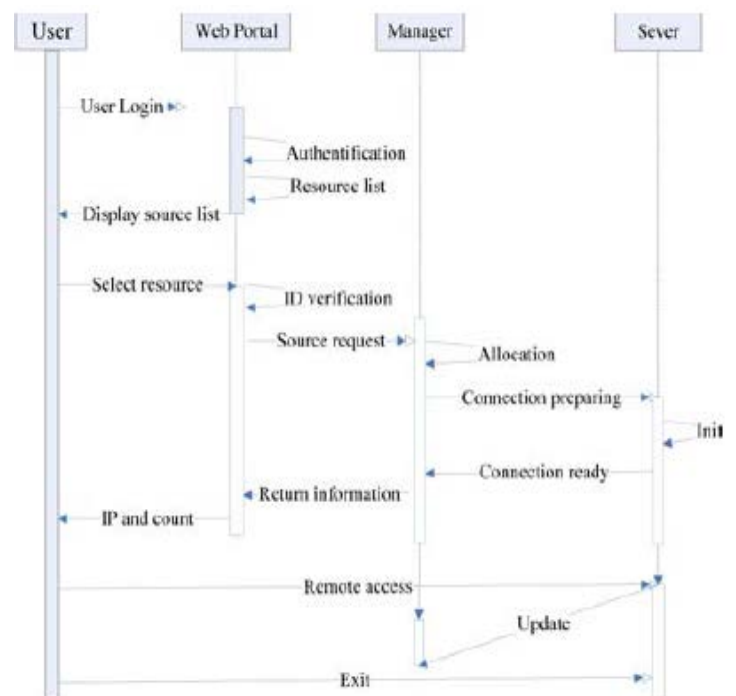 User
Web Portal
Manager
Sever
User Login
Authentification
Resource list
Display source list
Select resource
ID verification
Source request
Allocation
Connection preparing
Init
Connection ready
Return information
IP and count
Remote access
Update
Exit